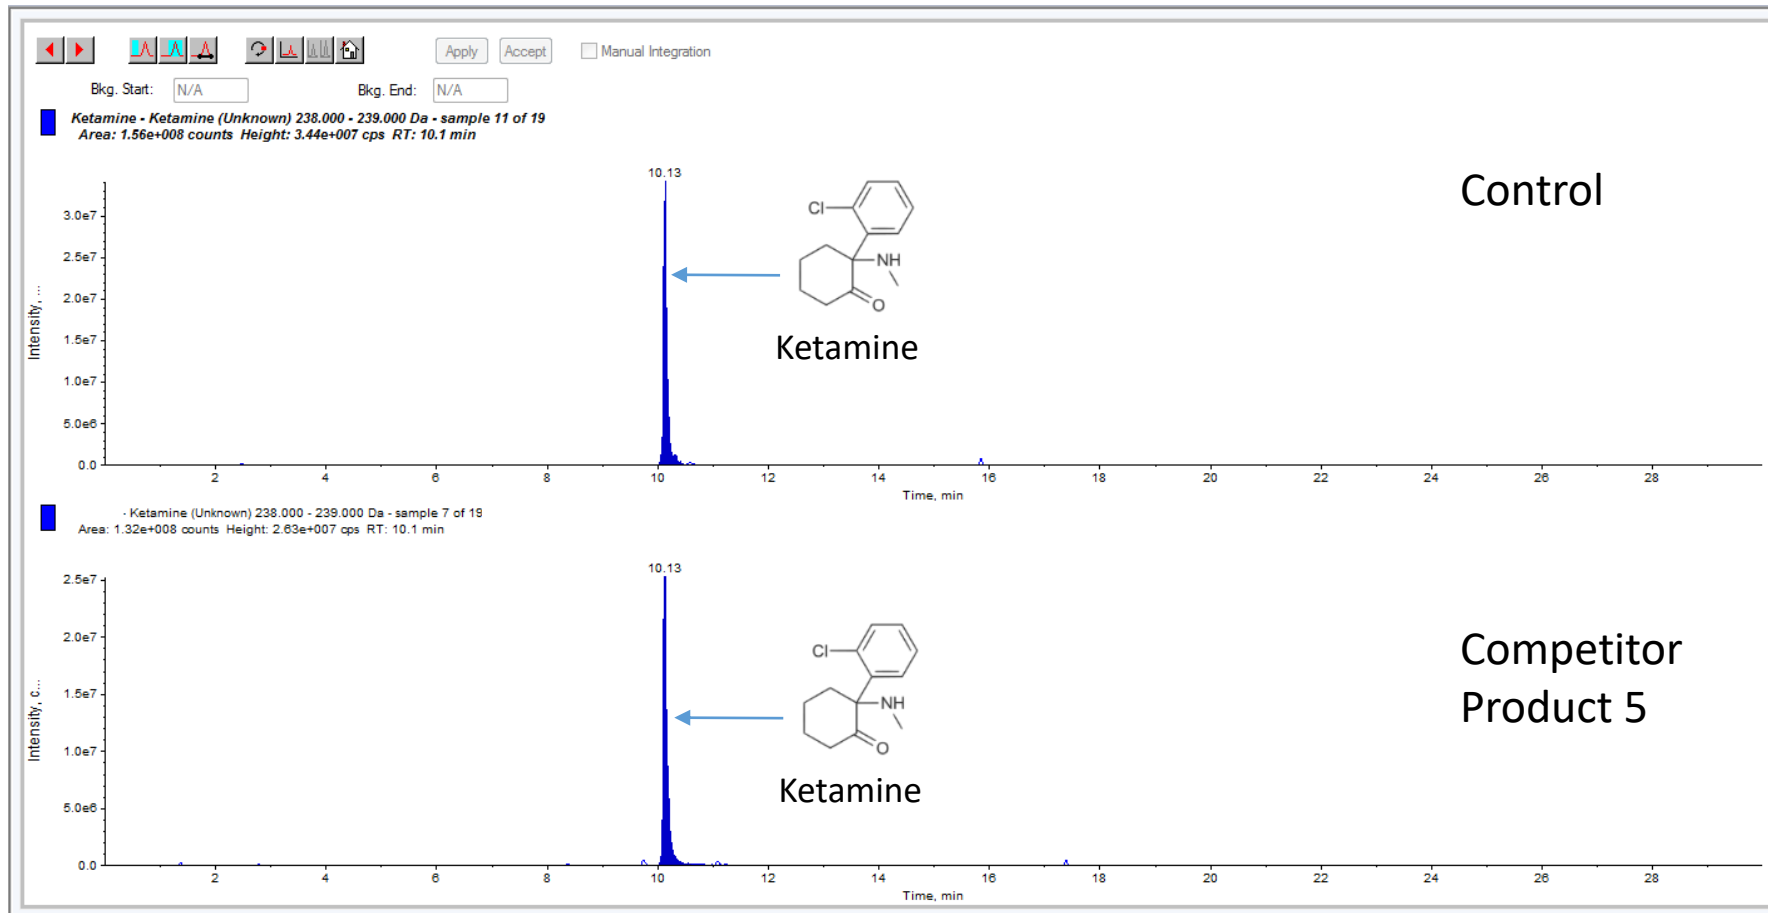 Apply Accept Manual Integration
Bkg. Start: N/A Bkg. End: N/A
Ketamine - Ketamine (Unknown) 238.000 - 239.000 Da - sample 11 of 19
Area: 1.56e+008 counts Height: 3.44e+007 cps RT: 10.1 min
Control
10.13
Cl
NH
O
Ketamine
Intensity, ...
3.0e7
2.5e7
2.0e7
1.5e7
1.0e7
5.0e6
0.0
2 4 6 8 10 12 14 16 18 20 22 24 26 28
Time, min
- Ketamine (Unknown) 238.000 - 239.000 Da - sample 7 of 19
Area: 1.32e+008 counts Height: 2.63e+007 cps RT: 10.1 min
Competitor
Product 5
10.13
Cl
NH
O
Ketamine
Intensity, c...
2.5e7
2.0e7
1.5e7
1.0e7
5.0e6
0.0
2 4 6 8 10 12 14 16 18 20 22 24 26 28
Time, min